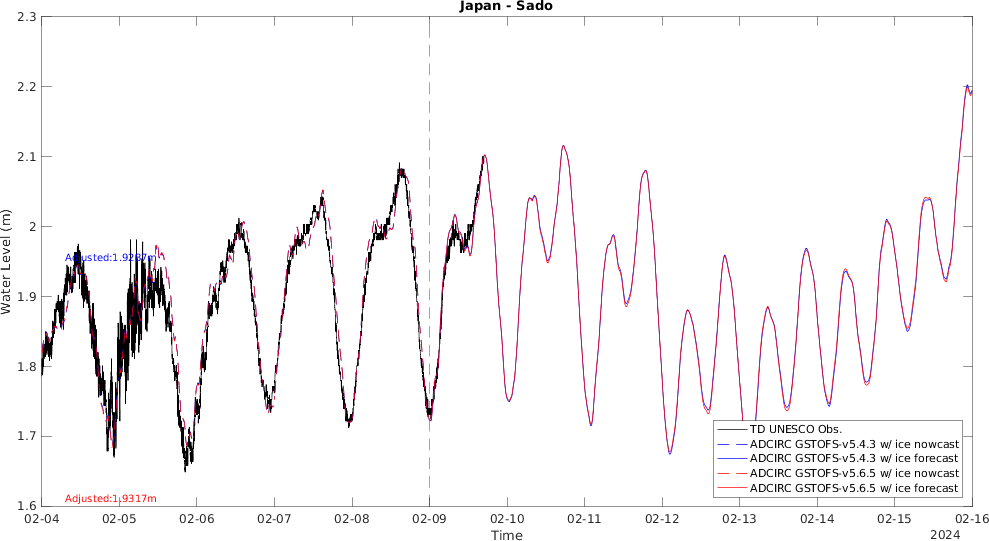 Japan - Sado
2.3
2.2
2.1
2
1.9
1.8
1.7
1.6
Water Level (m)
Adjusted:1.9287m
Adjusted:1.9317m
TD UNESCO Obs.
ADCIRC GSTOFS-v5.4.3 w/ ice nowcast
ADCIRC GSTOFS-v5.4.3 w/ ice forecast
ADCIRC GSTOFS-v5.6.5 w/ ice nowcast
ADCIRC GSTOFS-v5.6.5 w/ ice forecast
02-04 02-05 02-06 02-07 02-08 02-09 02-10 02-11 02-12 02-13 02-14 02-15 02-16
Time
2024